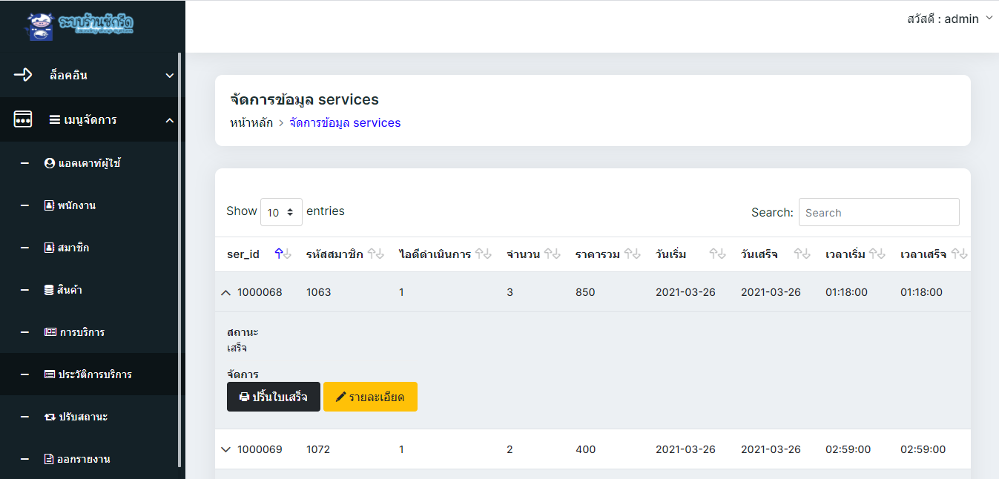 ระบบร้านซักรีด
สวัสดี : admin
ล็อคอิน
เมนูจัดการ
แอคเคาท์ผู้ใช้
พนักงาน
สมาชิก
สินค้า
การบริการ
ประวัติการบริการ
ปรับสถานะ
ออกรายงาน
จัดการข้อมูล services
หน้าหลัก > จัดการข้อมูล services
Show 10 entries
Search: Search
ser_id รหัสสมาชิก ไอดีดำเนินการ จำนวน ราคารวม วันเริ่ม วันเสร็จ เวลาเริ่ม เวลาเสร็จ
1000068 1063 1 3 850 2021-03-26 2021-03-26 01:18:00 01:18:00
สถานะ
เสร็จ
จัดการ
ปริ้นใบเสร็จ รายละเอียด
1000069 1072 1 2 400 2021-03-26 2021-03-26 02:59:00 02:59:00